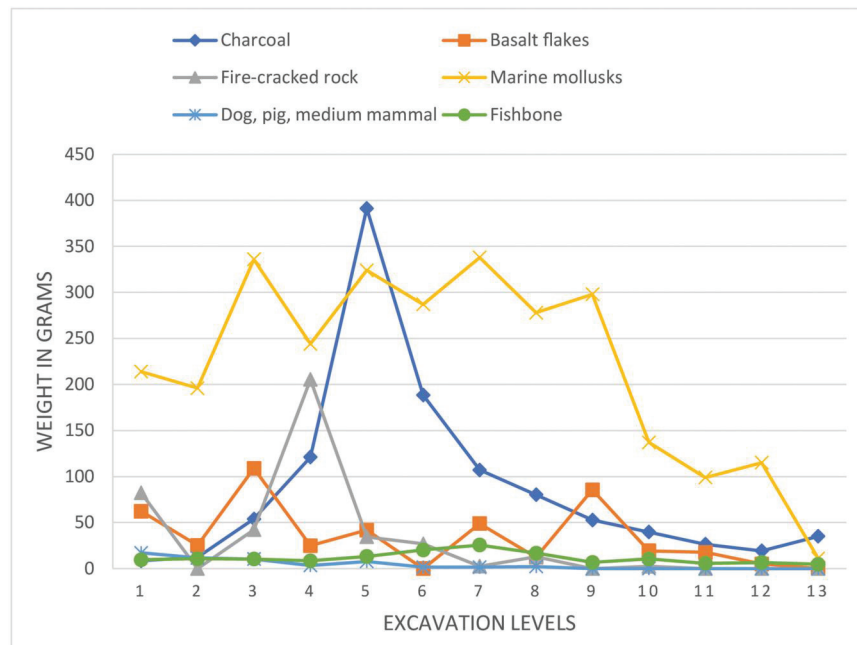 Charcoal
Basalt flakes
Fire-cracked rock
Marine mollusks
Dog, pig, medium mammal
Fishbone
450
400
350
300
250
200
150
100
50
0
WEIGHT IN GRAMS
1 2 3 4 5 6 7 8 9 10 11 12 13
EXCAVATION LEVELS